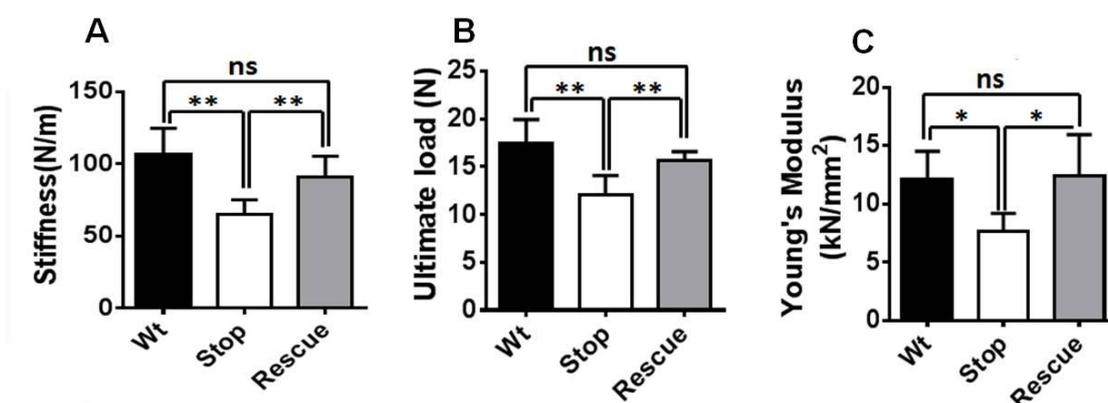 A
Stiffness(N/m)
150
100
50
0
ns
** **
Wt
Stop
Rescue
B
Ultimate load (N)
25
20
15
10
5
0
ns
** **
Wt
Stop
Rescue
C
Young's Modulus
(kN/mm²)
20
15
10
5
0
ns
* *
Wt
Stop
Rescue